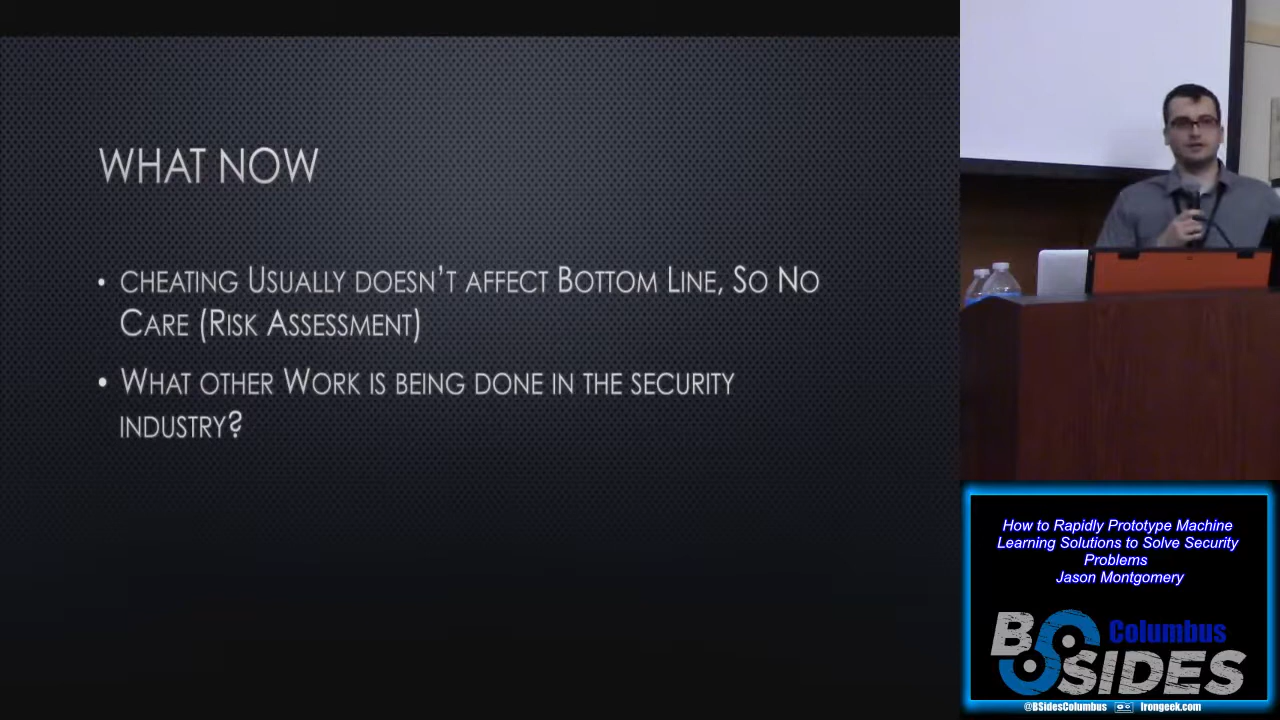 WHAT NOW
• CHEATING USUALLY DOESN'T AFFECT BOTTOM LINE, SO NO
CARE (RISK ASSESSMENT)
• WHAT OTHER WORK IS BEING DONE IN THE SECURITY
INDUSTRY?
How to Rapidly Prototype Machine
Learning Solutions to Solve Security
Problems
Jason Montgomery
BSIDES
Columbus
@BSidesColumbus Irongeek.com